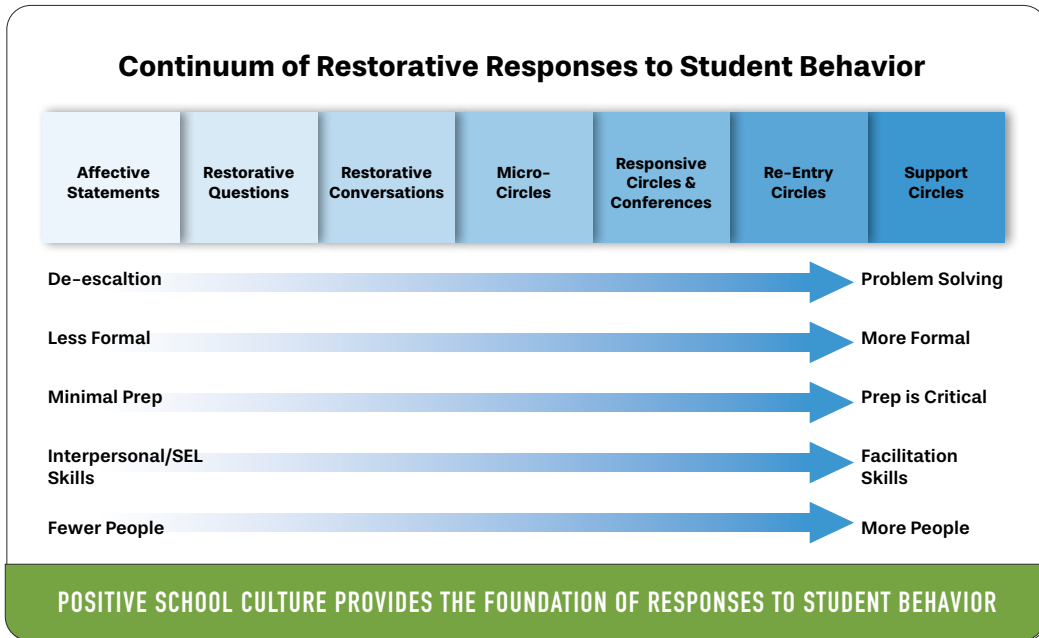 Continuum of Restorative Responses to Student Behavior
Affective
Statements
Restorative
Questions
Restorative
Conversations
Micro-
Circles
Responsive
Circles &
Conferences
Re-Entry
Circles
Support
Circles
De-escaltion
Problem Solving
Less Formal
More Formal
Minimal Prep
Prep is Critical
Interpersonal/SEL
Skills
Facilitation
Skills
Fewer People
More People
POSITIVE SCHOOL CULTURE PROVIDES THE FOUNDATION OF RESPONSES TO STUDENT BEHAVIOR